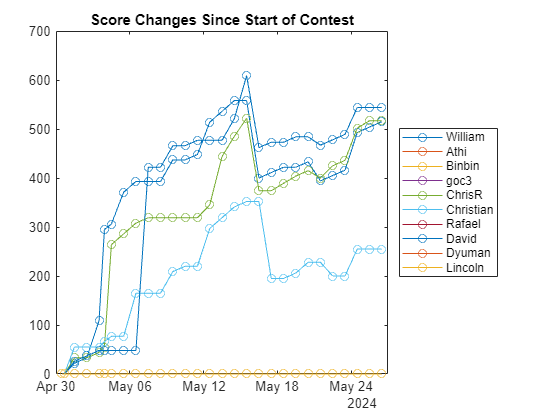 Score Changes Since Start of Contest
700
600
500
400
300
200
100
0
Apr 30 May 06 May 12 May 18 May 24
2024
William
Athi
Binbin
goc3
ChrisR
Christian
Rafael
David
Dyuman
Lincoln